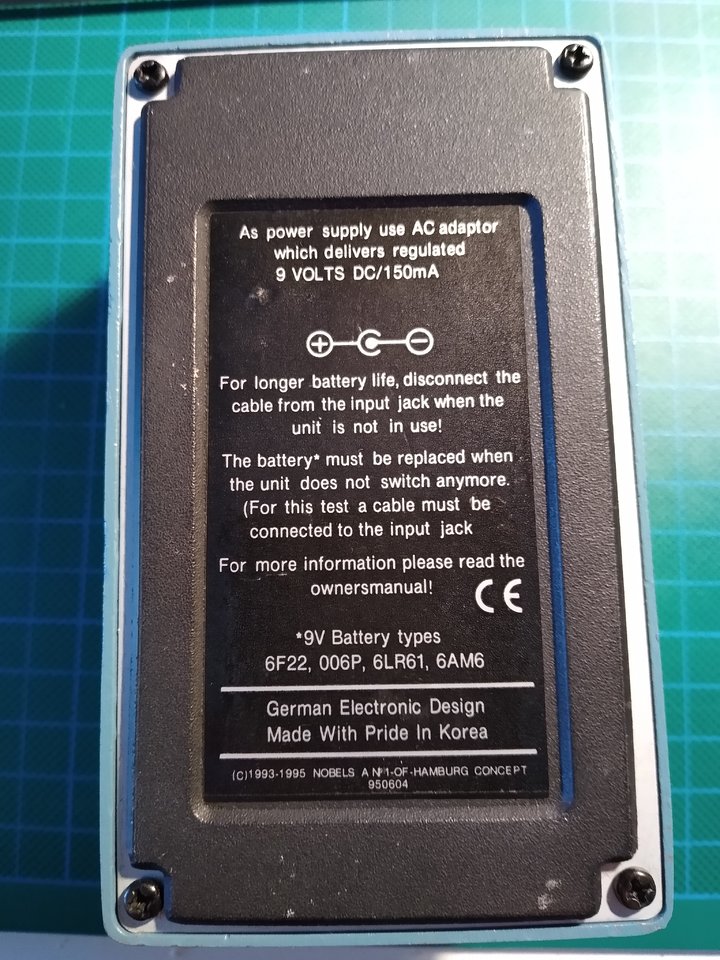 As power supply use AC adaptor
which delivers regulated
9 VOLTS DC/150mA
For longer battery life, disconnect the
cable from the input jack when the
unit is not in use!
The battery* must be replaced when
the unit does not switch anymore.
(For this test a cable must be
connected to the input jack
For more information please read the
ownersmanual!
CE
*9V Battery types
6F22, 006P, 6LR61, 6AM6
German Electronic Design
Made With Pride In Korea
(C)1993-1995 NOBELS A Nº1-OF-HAMBURG CONCEPT
950604